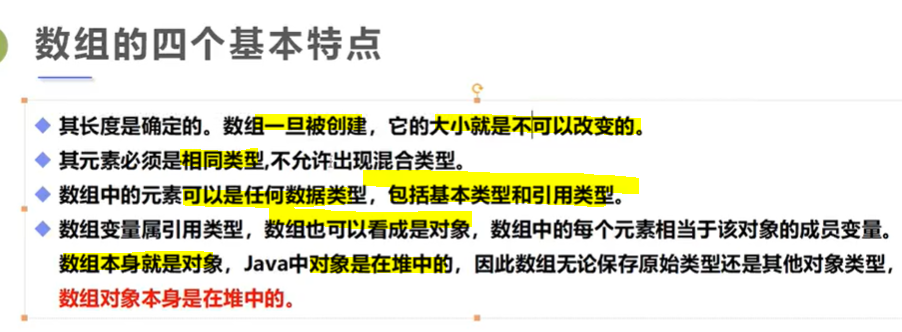 数组的四个基本特点
其长度是确定的。数组一旦被创建，它的大小就是不可以改变的。
其元素必须是相同类型,不允许出现混合类型。
数组中的元素可以是任何数据类型，包括基本类型和引用类型。
数组变量属引用类型，数组也可以看成是对象，数组中的每个元素相当于该对象的成员变量。
数组本身就是对象，Java中对象是在堆中的，因此数组无论保存原始类型还是其他对象类型，
数组对象本身是在堆中的。